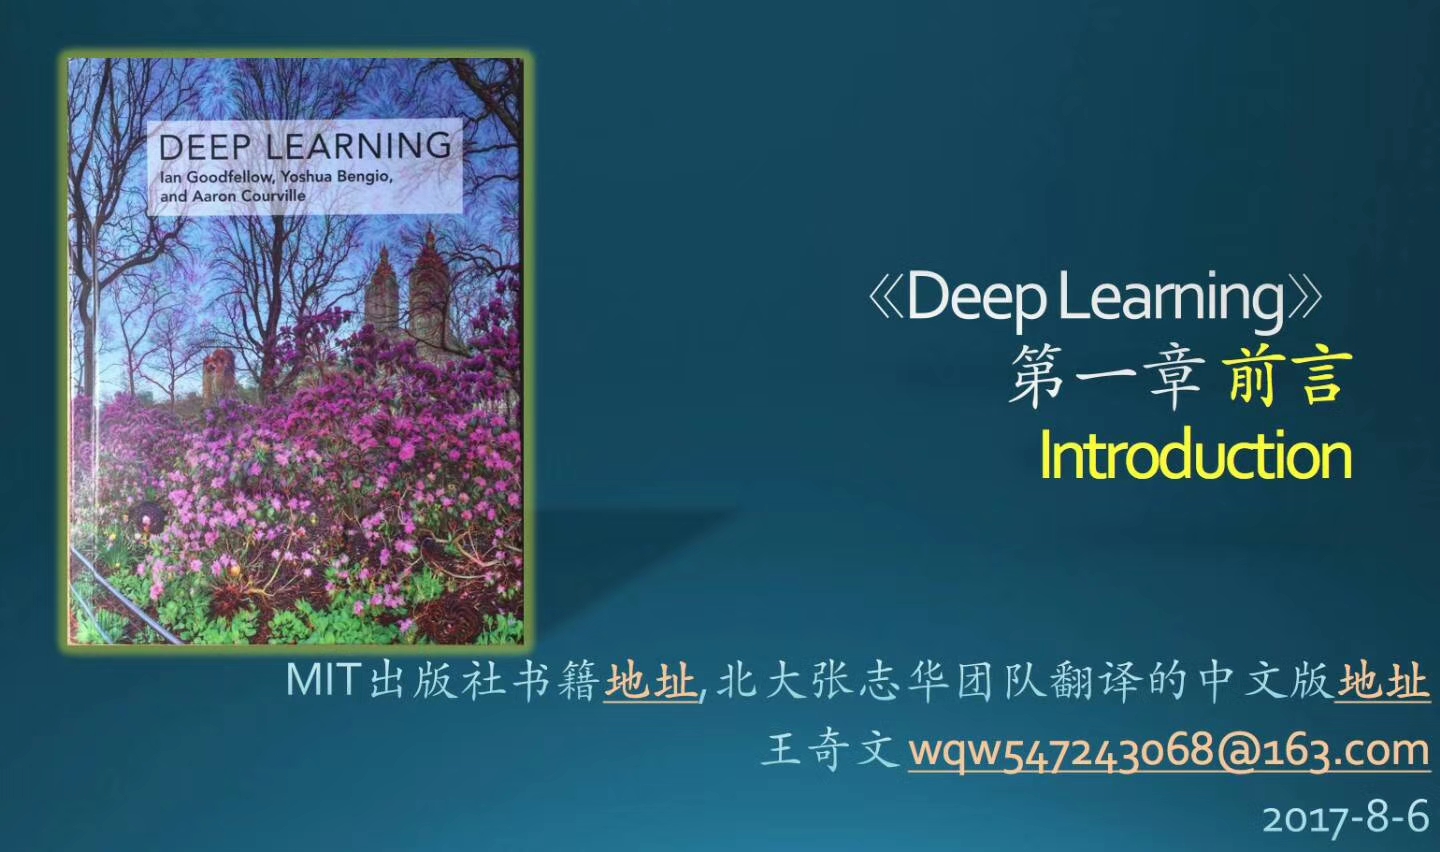 DEEP LEARNING
Ian Goodfellow, Yoshua Bengio,
and Aaron Courville
《Deep Learning》
第一章 前言
Introduction
MIT出版社书籍地址,北大张志华团队翻译的中文版地址
王奇文 wqw547243068@163.com
2017-8-6